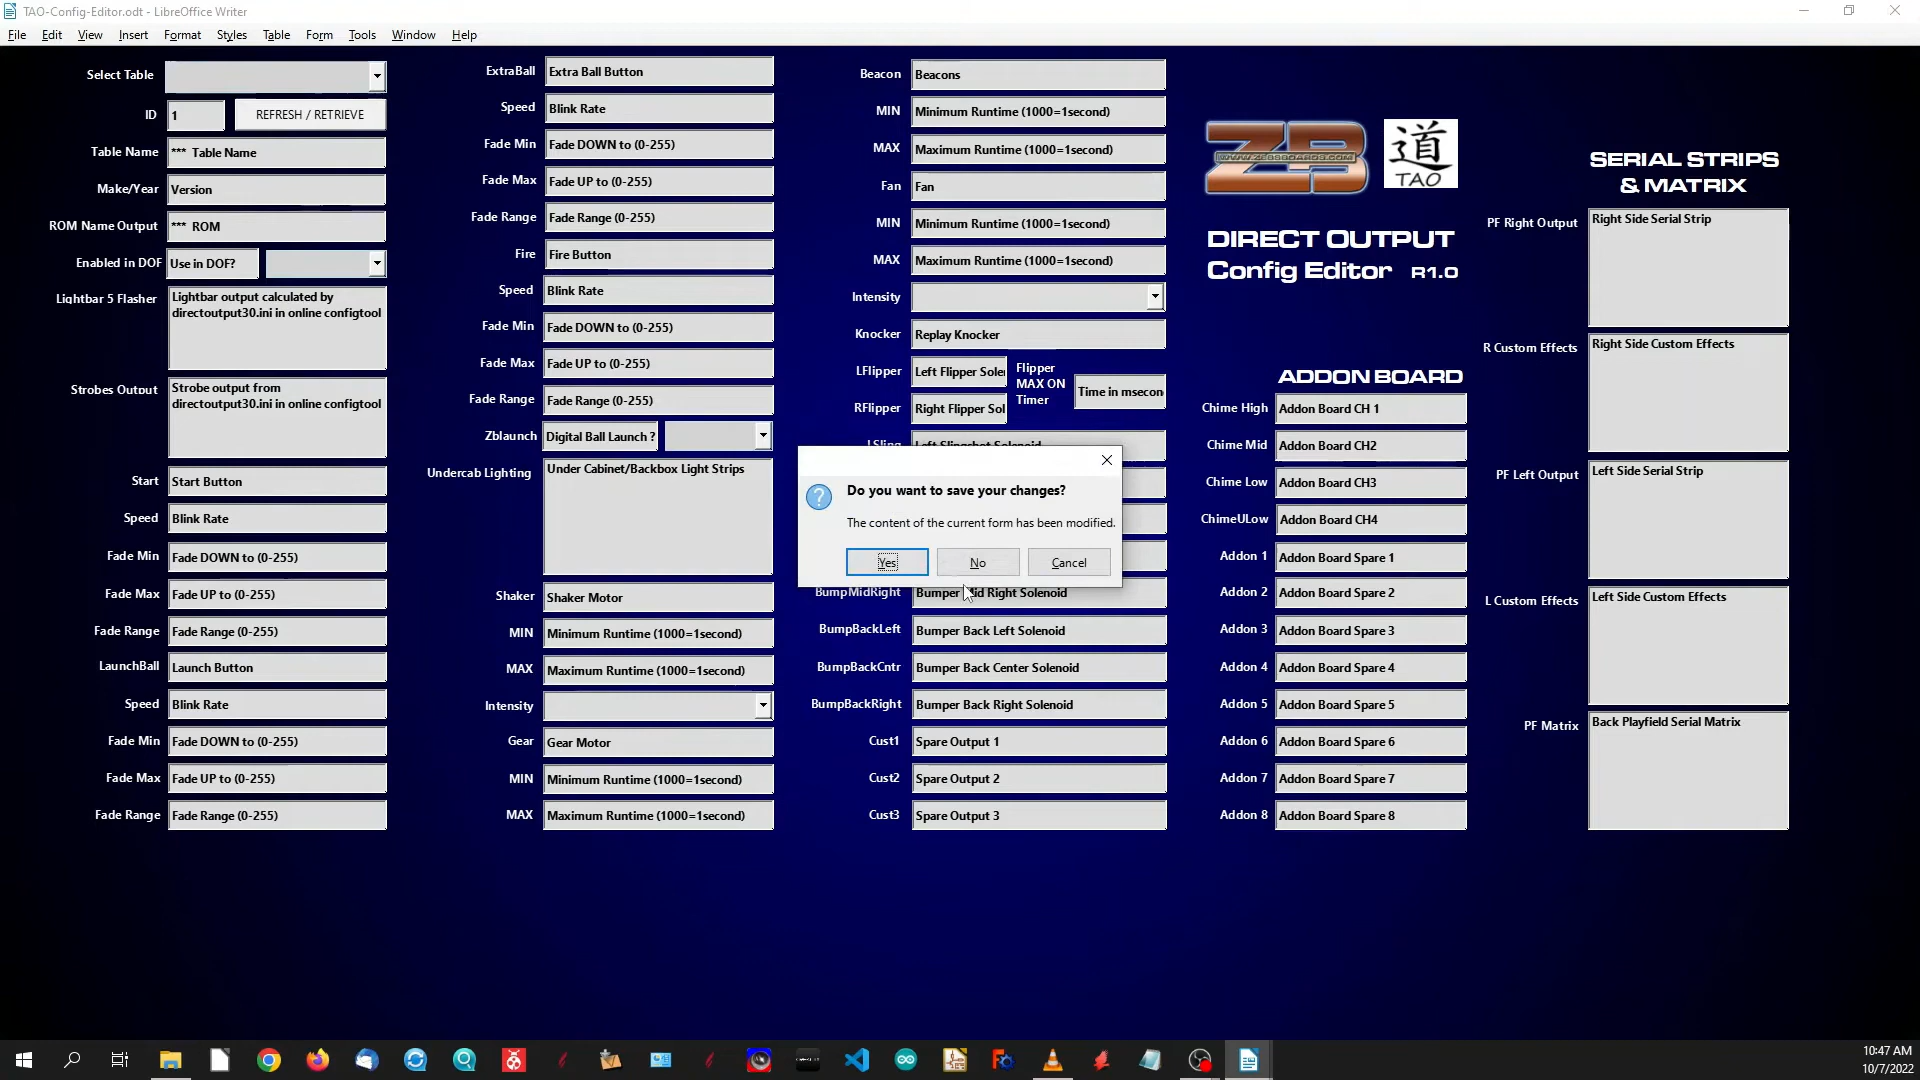 TAO-Config-Editor.odt - LibreOffice Writer
File Edit View Insert Format Styles Table Form Tools Window Help
Select Table
ID 1 REFRESH / RETRIEVE
Table Name *** Table Name
Make/Year Version
ROM Name Output *** ROM
Enabled in DOF Use in DOF?
Lightbar 5 Flasher Lightbar output calculated by
directoutput30.ini in online configtool
Strobes Output Strobe output from
directoutput30.ini in online configtool
Start Start Button
Speed Blink Rate
Fade Min Fade DOWN to (0-255)
Fade Max Fade UP to (0-255)
Fade Range Fade Range (0-255)
LaunchBall Launch Button
Speed Blink Rate
Fade Min Fade DOWN to (0-255)
Fade Max Fade UP to (0-255)
Fade Range Fade Range (0-255)
ExtraBall Extra Ball Button
Speed Blink Rate
Fade Min Fade DOWN to (0-255)
Fade Max Fade UP to (0-255)
Fade Range Fade Range (0-255)
Fire Fire Button
Speed Blink Rate
Fade Min Fade DOWN to (0-255)
Fade Max Fade UP to (0-255)
Fade Range Fade Range (0-255)
Zblaunch Digital Ball Launch ?
Undercab Lighting Under Cabinet/Backbox Light Strips
Shaker Shaker Motor
MIN Minimum Runtime (1000=1second)
MAX Maximum Runtime (1000=1second)
Intensity
Gear Gear Motor
MIN Minimum Runtime (1000=1second)
MAX Maximum Runtime (1000=1second)
Beacon Beacons
MIN Minimum Runtime (1000=1second)
MAX Maximum Runtime (1000=1second)
Fan Fan
MIN Minimum Runtime (1000=1second)
MAX Maximum Runtime (1000=1second)
Intensity
Knocker Replay Knocker
LFlipper Left Flipper Sole
RFlipper Right Flipper Sol
Flipper
MAX ON
Timer
Time in msecon
LSling Left Slingshot Solenoid
Do you want to save your changes?
The content of the current form has been modified.
Yes No Cancel
BumpMidRight Bumper Mid Right Solenoid
BumpBackLeft Bumper Back Left Solenoid
BumpBackCntr Bumper Back Center Solenoid
BumpBackRight Bumper Back Right Solenoid
Cust1 Spare Output 1
Cust2 Spare Output 2
Cust3 Spare Output 3
ZB
WWW.ZEBSBOARDS.COM
道
TAO
DIRECT OUTPUT
Config Editor R1.0
ADDON BOARD
Chime High Addon Board CH 1
Chime Mid Addon Board CH2
Chime Low Addon Board CH3
ChimeULow Addon Board CH4
Addon 1 Addon Board Spare 1
Addon 2 Addon Board Spare 2
Addon 3 Addon Board Spare 3
Addon 4 Addon Board Spare 4
Addon 5 Addon Board Spare 5
Addon 6 Addon Board Spare 6
Addon 7 Addon Board Spare 7
Addon 8 Addon Board Spare 8
SERIAL STRIPS
& MATRIX
PF Right Output Right Side Serial Strip
R Custom Effects Right Side Custom Effects
PF Left Output Left Side Serial Strip
L Custom Effects Left Side Custom Effects
PF Matrix Back Playfield Serial Matrix
10:47 AM
10/7/2022